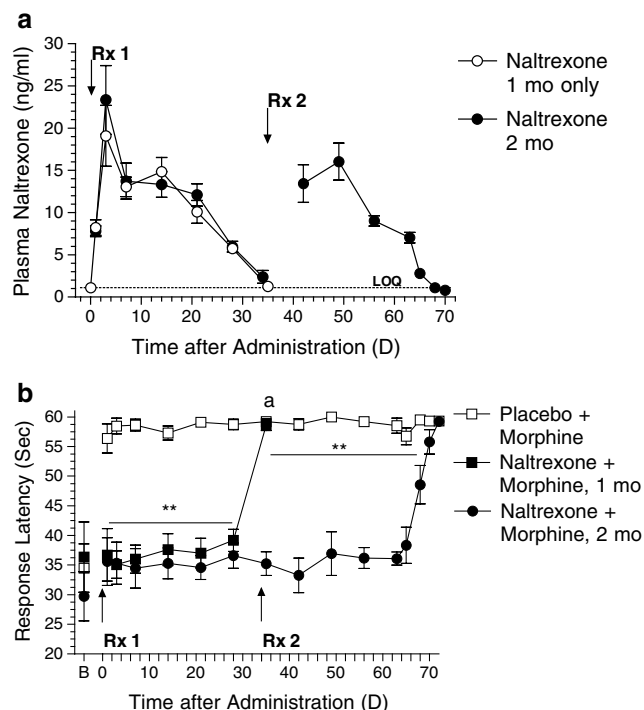 a
Rx 1
Rx 2
Plasma Naltrexone (ng/ml)
30
25
20
15
10
5
0
LOQ
0 10 20 30 40 50 60 70
Time after Administration (D)
Naltrexone
1 mo only
Naltrexone
2 mo
b
a
Response Latency (Sec)
60
55
50
45
40
35
30
25
20
**
**
Rx 1
Rx 2
B 0 10 20 30 40 50 60 70
Time after Administration (D)
Placebo +
Morphine
Naltrexone +
Morphine, 1 mo
Naltrexone +
Morphine, 2 mo